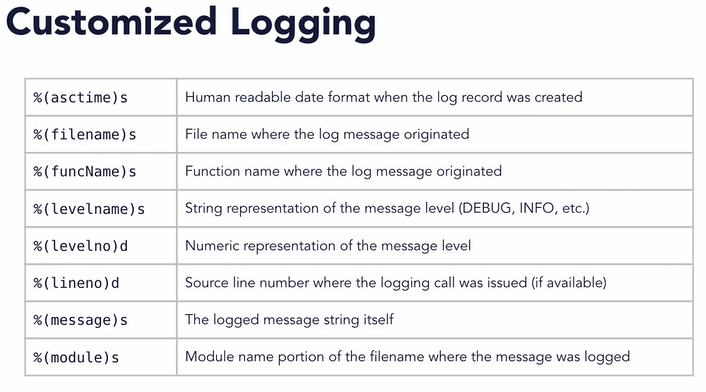 Customized Logging
%(asctime)s Human readable date format when the log record was created
%(filename)s File name where the log message originated
%(funcName)s Function name where the log message originated
%(levelname)s String representation of the message level (DEBUG, INFO, etc.)
%(levelno)d Numeric representation of the message level
%(lineno)d Source line number where the logging call was issued (if available)
%(message)s The logged message string itself
%(module)s Module name portion of the filename where the message was logged